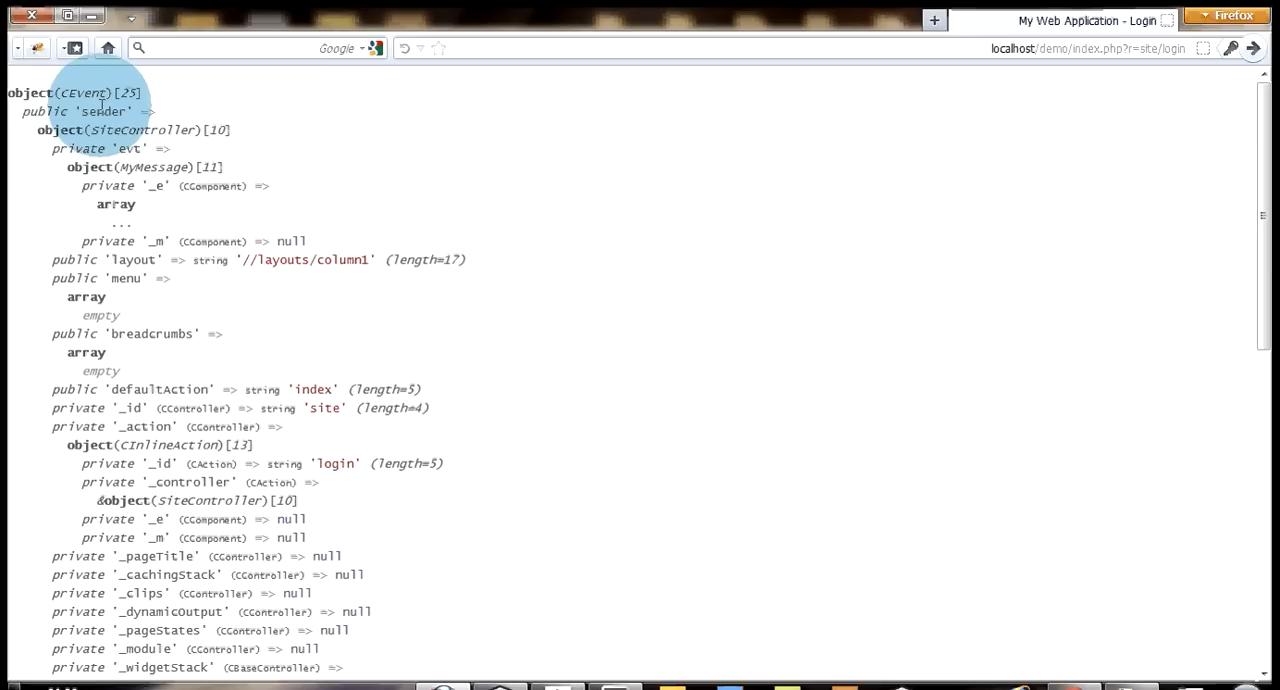 Firefox
My Web Application - Login
Google
localhost/demo/index.php?r=site/login
object(CEvent)[25]
public 'sender' =>
object(SiteController)[10]
private 'evt' =>
object(MyMessage)[11]
private '_e' (CComponent) =>
array
...
private '_m' (CComponent) => null
public 'layout' => string '//layouts/column1' (length=17)
public 'menu' =>
array
empty
public 'breadcrumbs' =>
array
empty
public 'defaultAction' => string 'index' (length=5)
private '_id' (CController) => string 'site' (length=4)
private '_action' (CController) =>
object(CInlineAction)[13]
private '_id' (CAction) => string 'login' (length=5)
private '_controller' (CAction) =>
&object(SiteController)[10]
private '_e' (CComponent) => null
private '_m' (CComponent) => null
private '_pageTitle' (CController) => null
private '_cachingStack' (CController) => null
private '_clips' (CController) => null
private '_dynamicOutput' (CController) => null
private '_pageStates' (CController) => null
private '_module' (CController) => null
private '_widgetStack' (CBaseController) =>